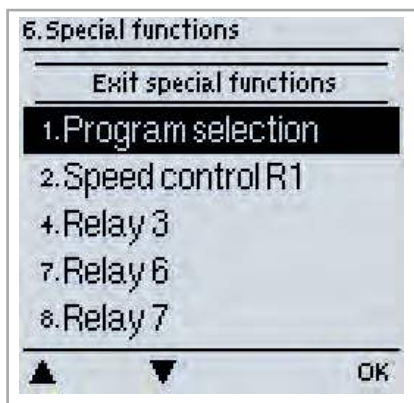 6.Special functions
Exit special functions
1.Program selection
2.Speed control R1
4.Relay 3
7.Relay 6
8.Relay 7
OK